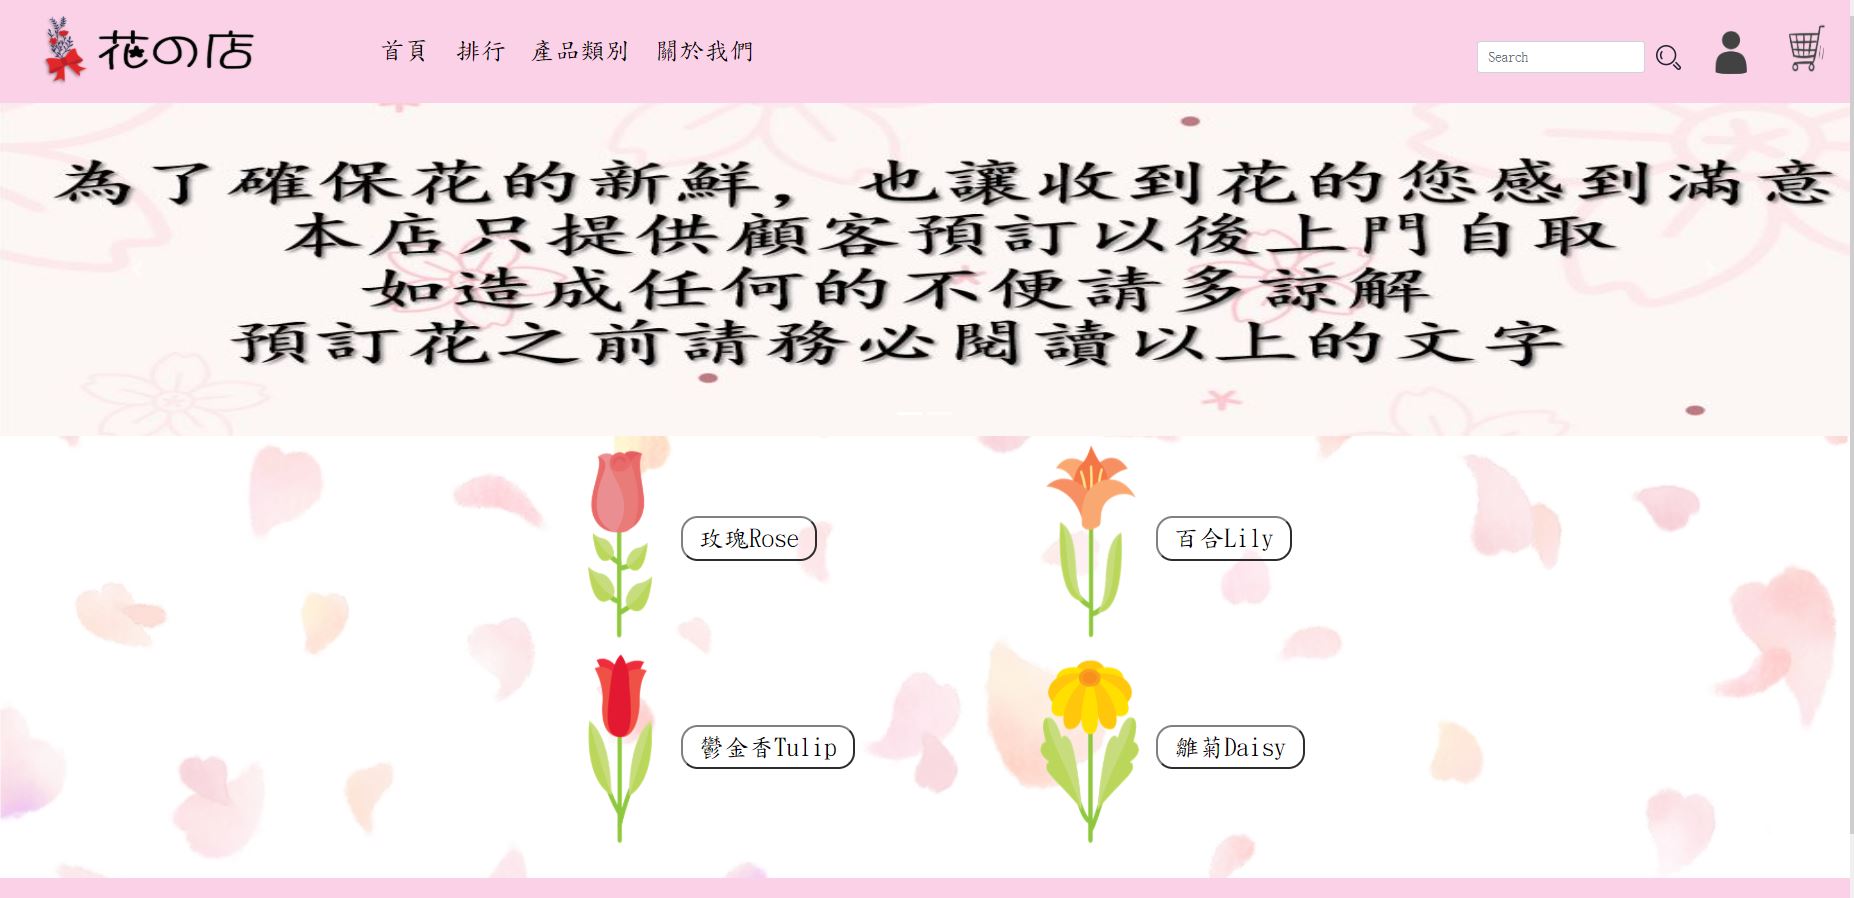 花の店
首頁 排行 產品類別 關於我們
Search
為了確保花的新鮮，也讓收到花的您感到滿意
本店只提供顧客預訂以後上門自取
如造成任何的不便請多諒解
預訂花之前請務必閱讀以上的文字
玫瑰Rose
百合Lily
鬱金香Tulip
雛菊Daisy